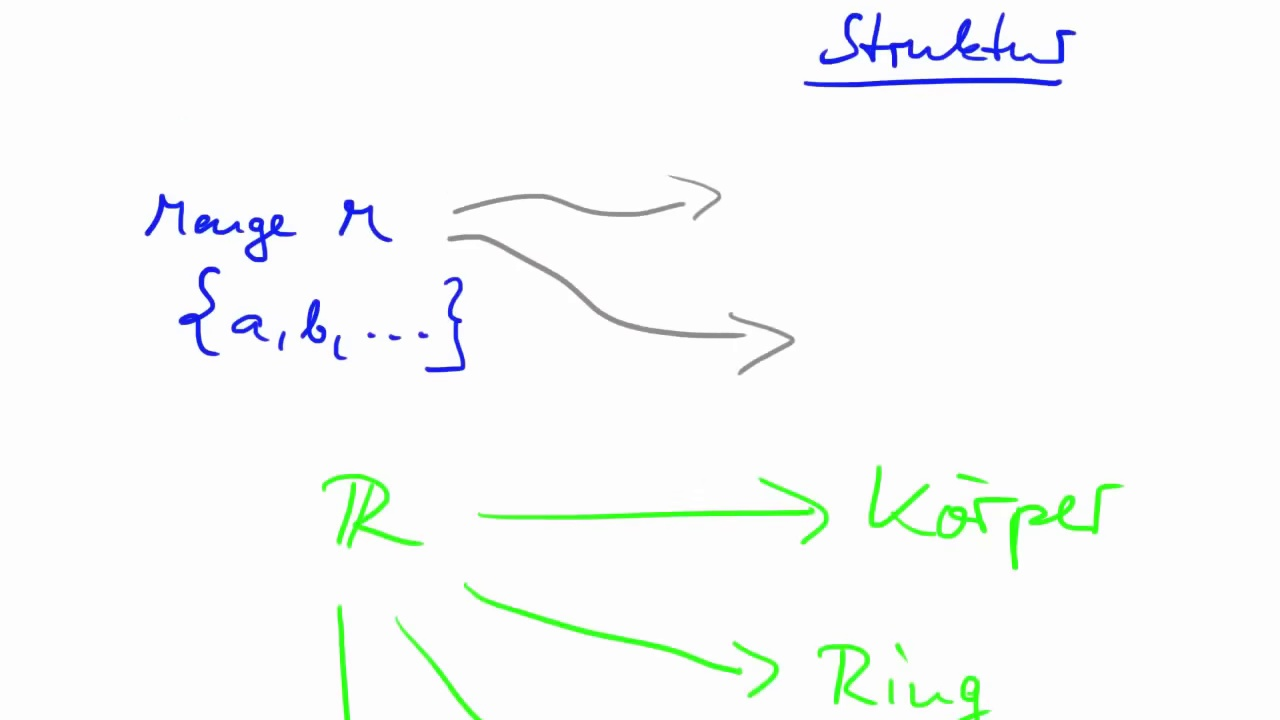 Struktur
Menge M
{a, b, ...}
ℝ
Körper
Ring